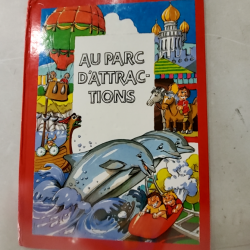 AU PARC
D'ATTRAC-
TIONS